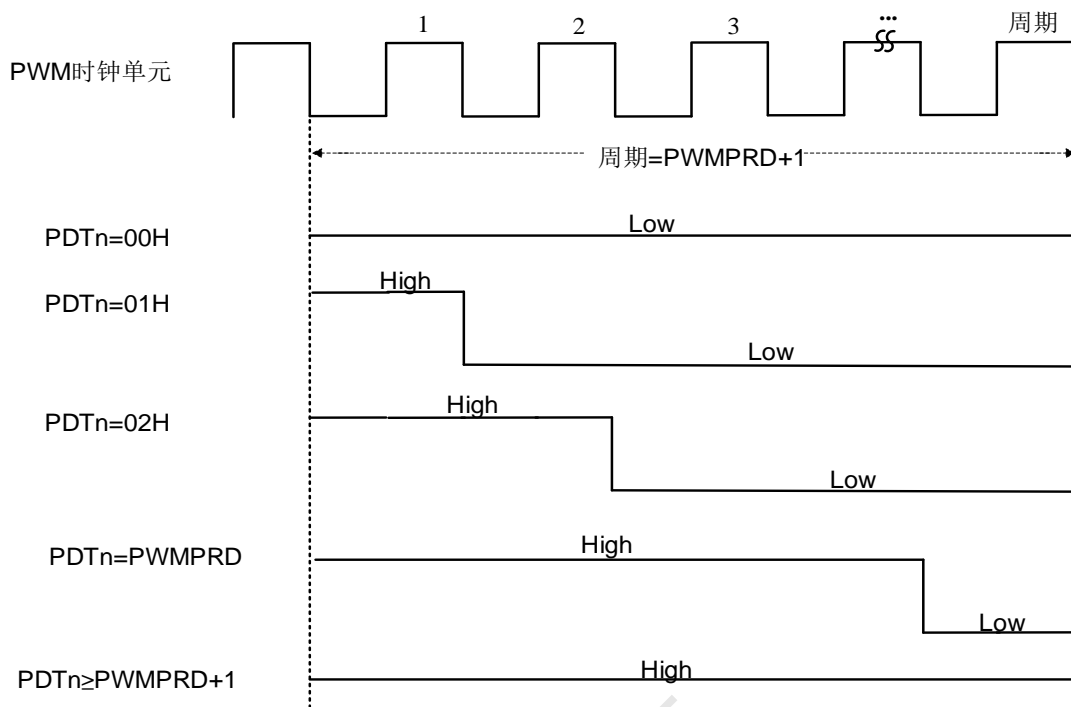 1 2 3 ... 周期
PWM时钟单元
周期=PWMPRD+1
Low
PDTn=00H
High
PDTn=01H
Low
High
PDTn=02H
Low
High
PDTn=PWMPRD
Low
High
PDTn≥PWMPRD+1